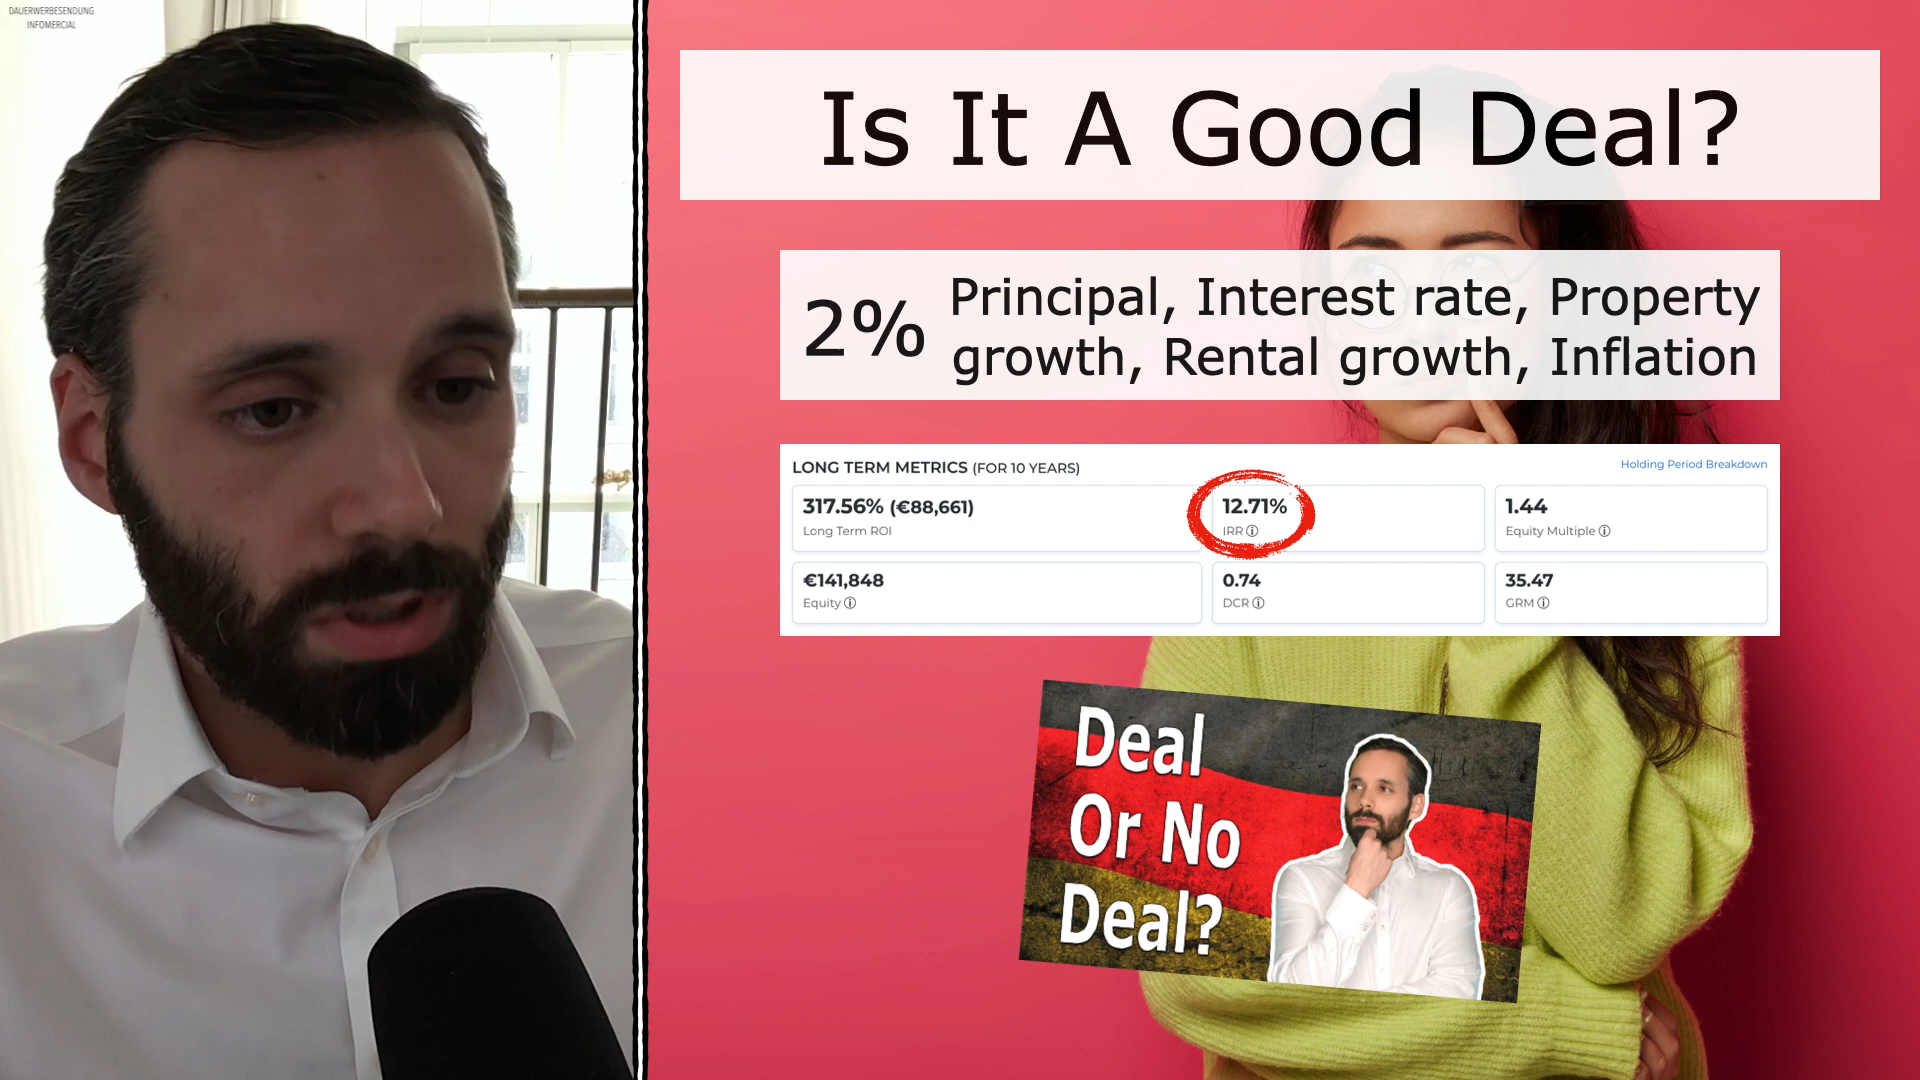 DAUERWERBESENDUNG
INFOMERCIAL
Is It A Good Deal?
2%
Principal, Interest rate, Property
growth, Rental growth, Inflation
LONG TERM METRICS (FOR 10 YEARS)
Holding Period Breakdown
317.56% (€88,661)
Long Term ROI
12.71%
IRR ⓘ
1.44
Equity Multiple ⓘ
€141,848
Equity ⓘ
0.74
DCR ⓘ
35.47
GRM ⓘ
Deal
Or No
Deal?